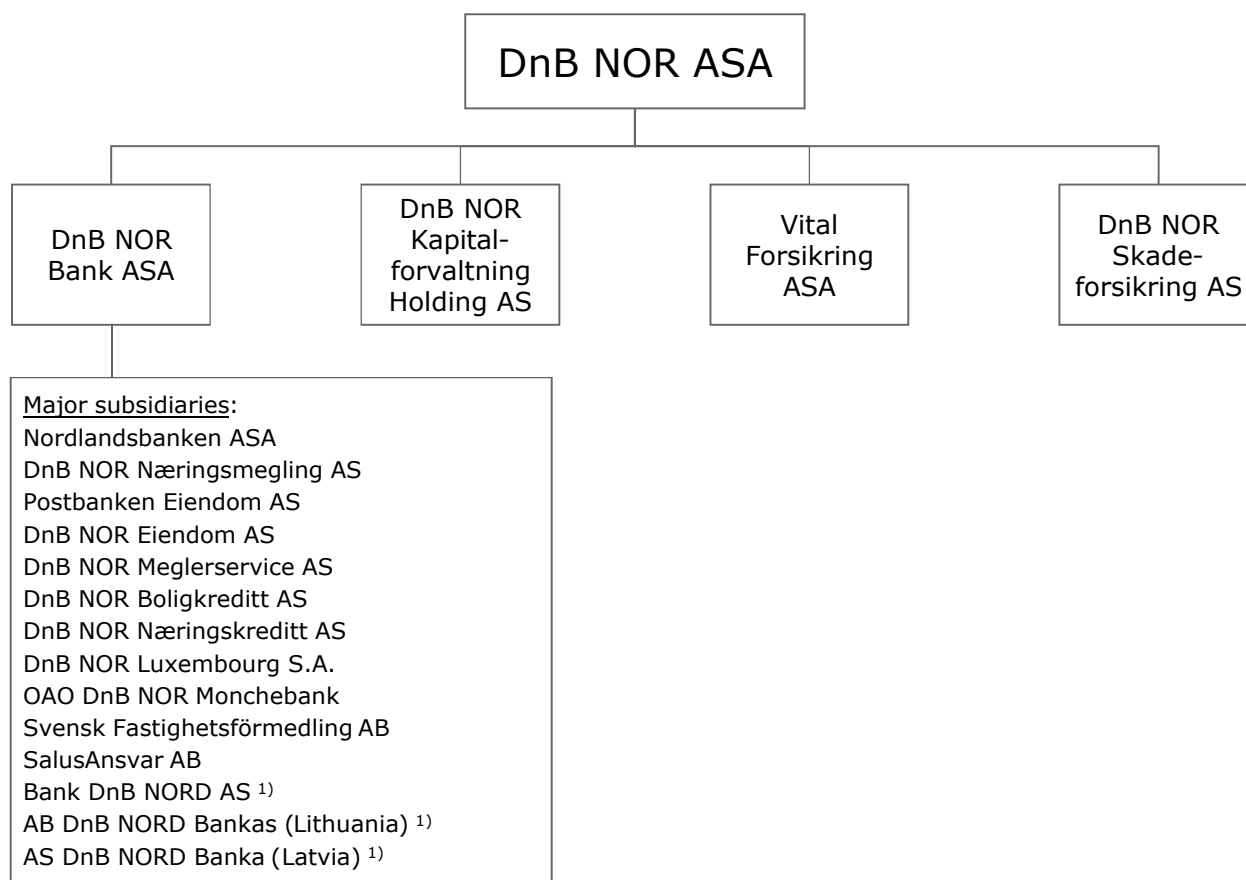 DnB NOR ASA
DnB NOR
Bank ASA
DnB NOR
Kapital-
forvaltning
Holding AS
Vital
Forsikring
ASA
DnB NOR
Skade-
forsikring AS
Major subsidiaries:
Nordlandsbanken ASA
DnB NOR Næringsmegling AS
Postbanken Eiendom AS
DnB NOR Eiendom AS
DnB NOR Meglerservice AS
DnB NOR Boligkreditt AS
DnB NOR Næringskreditt AS
DnB NOR Luxembourg S.A.
OAO DnB NOR Monchebank
Svensk Fastighetsförmedling AB
SalusAnsvar AB
Bank DnB NORD AS 1)
AB DnB NORD Bankas (Lithuania) 1)
AS DnB NORD Banka (Latvia) 1)